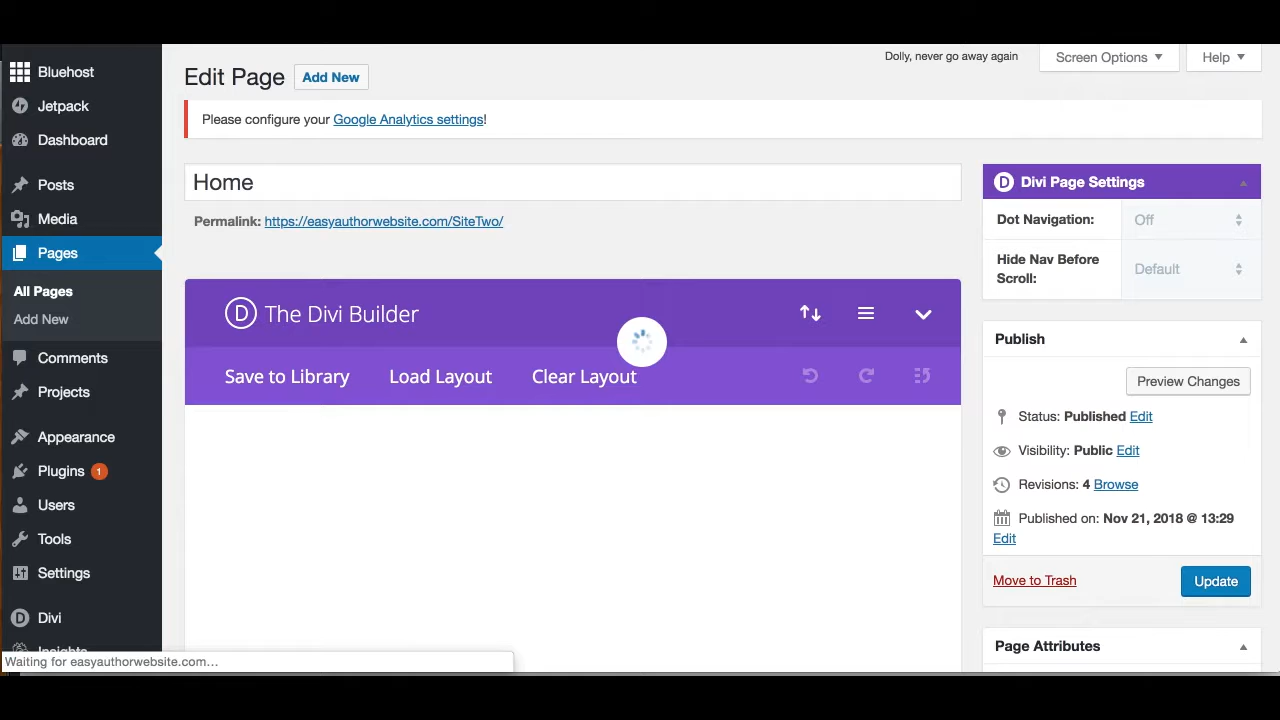 Dolly, never go away again
Screen Options
Help
Bluehost
Jetpack
Dashboard
Posts
Media
Pages
All Pages
Add New
Comments
Projects
Appearance
Plugins 1
Users
Tools
Settings
Divi
Insights
Waiting for easyauthorwebsite.com...
Edit Page Add New
Please configure your Google Analytics settings!
Home
Permalink: https://easyauthorwebsite.com/SiteTwo/
D The Divi Builder
Save to Library Load Layout Clear Layout
D Divi Page Settings
Dot Navigation: Off
Hide Nav Before
Scroll:
Default
Publish
Preview Changes
Status: Published Edit
Visibility: Public Edit
Revisions: 4 Browse
Published on: Nov 21, 2018 @ 13:29
Edit
Move to Trash Update
Page Attributes